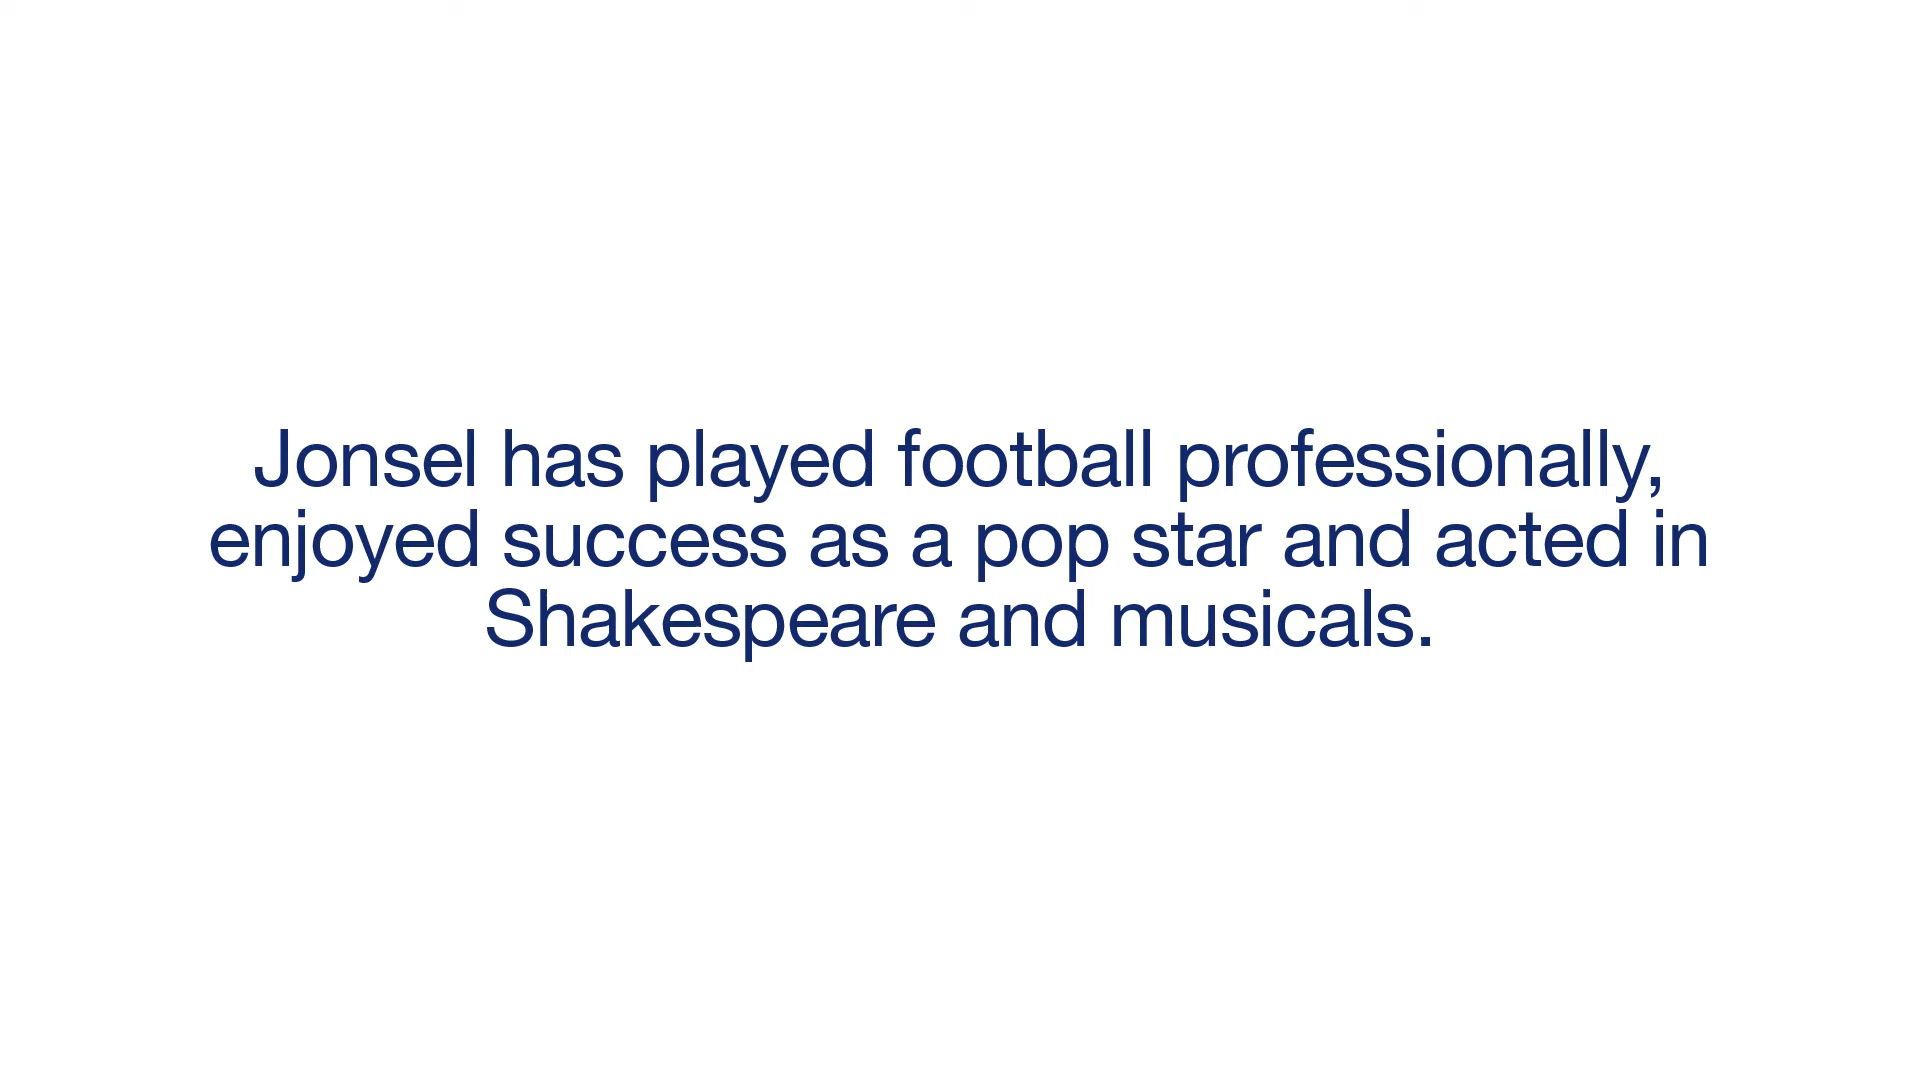 Jonsel has played football professionally,
enjoyed success as a pop star and acted in
Shakespeare and musicals.